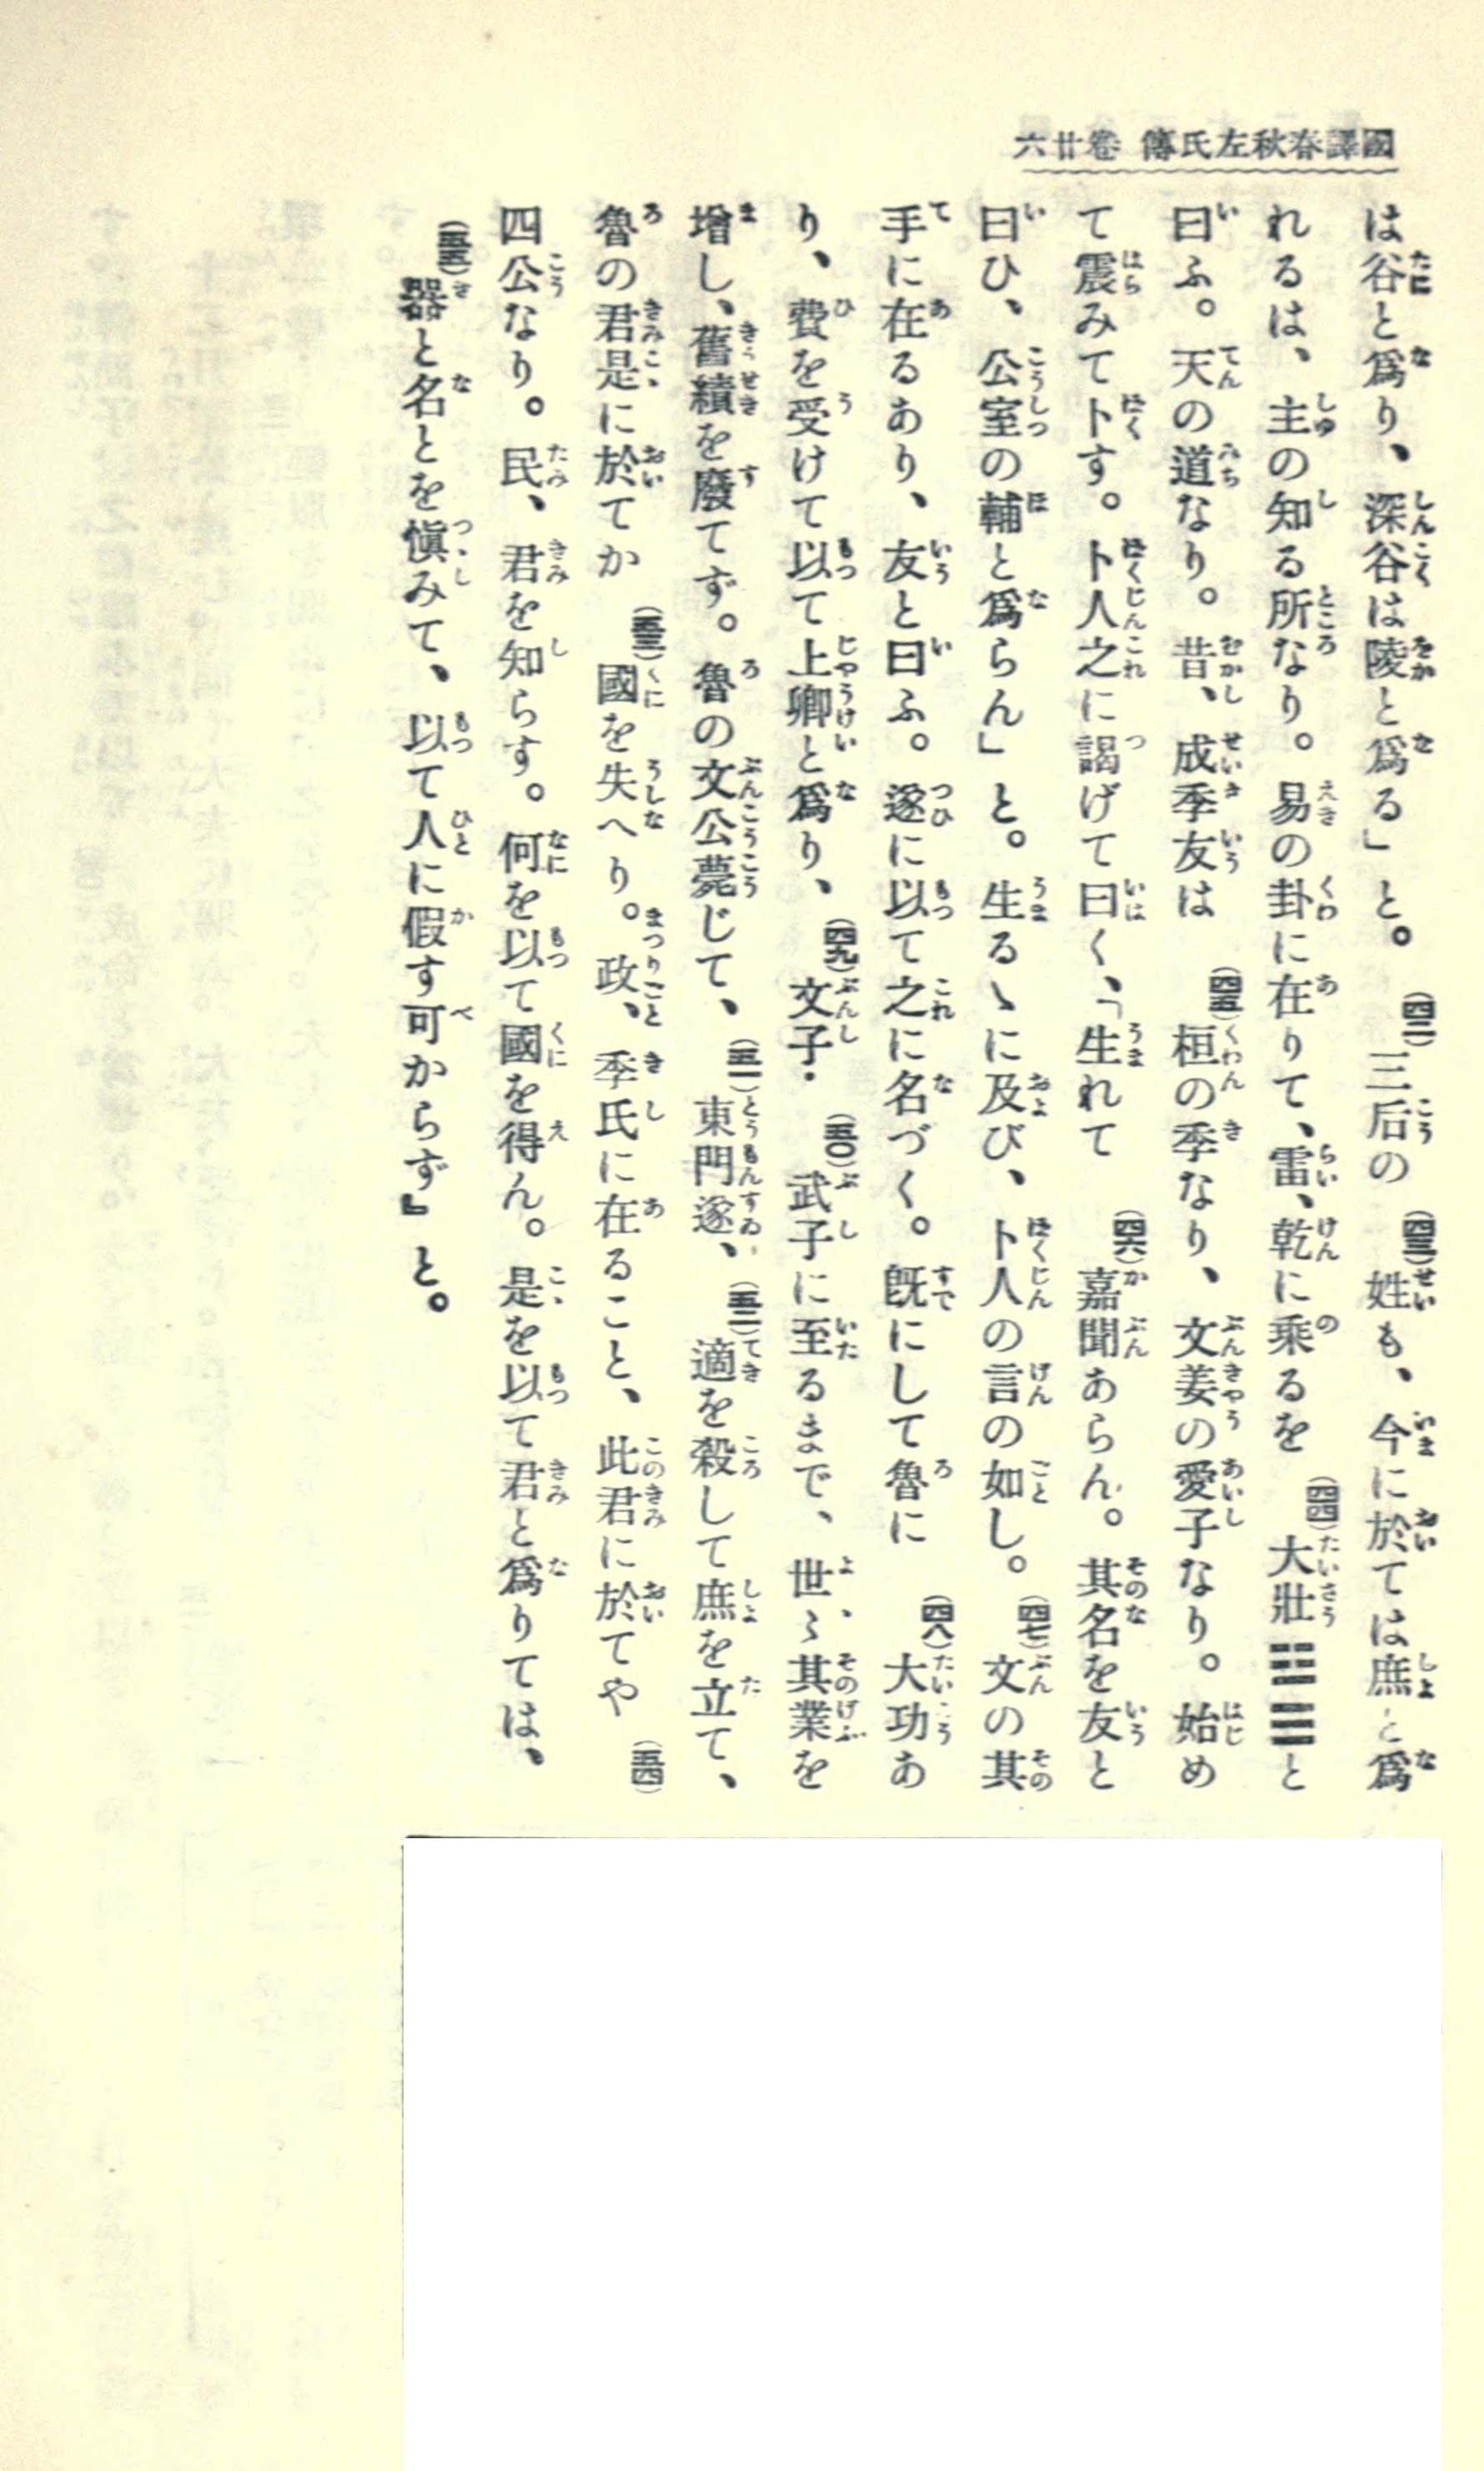 國譯春秋左氏傳 卷廿六
は谷と爲り、深谷は陵と爲る」と。(四二)三后の(四三)姓も、今に於ては庶と爲
れるは、主の知る所なり。易の卦に在りて、雷、乾に乘るを(四四)大壯䷡と
曰ふ。天の道なり。昔、成季友は(四五)桓の季なり、文姜の愛子なり。始め
て震みて卜す。卜人之に謁げて曰く、「生れて(四六)嘉聞あらん。其名を友と
曰ひ、公室の輔と爲らん」と。生るゝに及び、卜人の言の如し。(四七)文の其
手に在るあり、友と曰ふ。遂に以て之に名づく。既にして魯に(四八)大功あ
り、費を受けて以て上卿と爲り、(四九)文子・(五〇)武子に至るまで、世〻其業を
增し、舊績を廢てず。魯の文公薨じて、(五一)東門遂、(五二)適を殺して庶を立て、
魯の君是に於てか(五三)國を失へり。政、季氏に在ること、此君に於てや(五四)
四公なり。民、君を知らす。何を以て國を得ん。是を以て君と爲りては、
(五五)器と名とを愼みて、以て人に假す可からず』と。